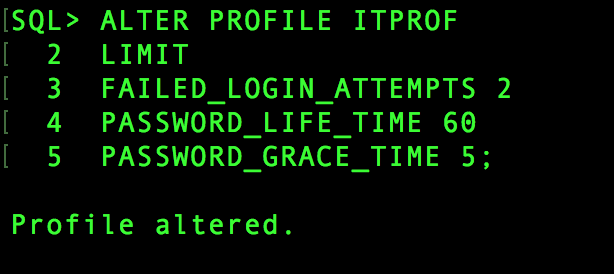 SQL> ALTER PROFILE ITPROF
2 LIMIT
3 FAILED_LOGIN_ATTEMPTS 2
4 PASSWORD_LIFE_TIME 60
5 PASSWORD_GRACE_TIME 5;
Profile altered.